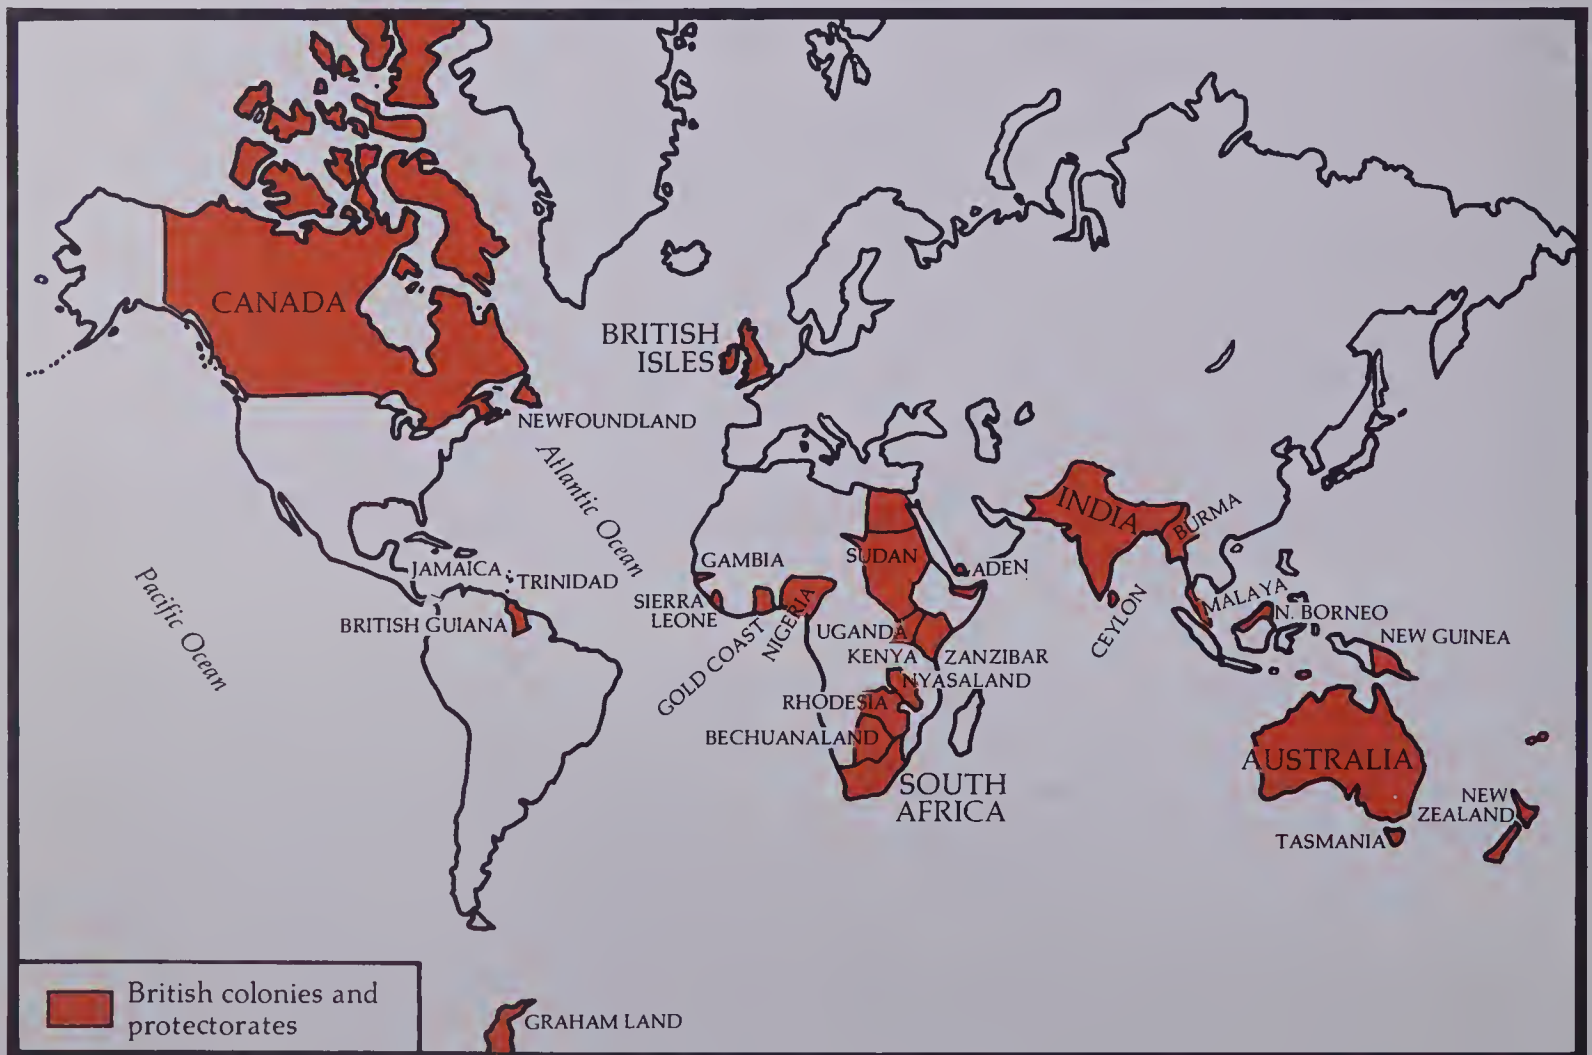 CANADA
BRITISH
ISLES
NEWFOUNDLAND
Atlantic Ocean
Pacific Ocean
JAMAICA
TRINIDAD
BRITISH GUIANA
GAMBIA
SIERRA
LEONE
GOLD COAST
NIGERIA
SUDAN
ADEN
UGANDA
KENYA
ZANZIBAR
NYASALAND
RHODESIA
BECHUANALAND
SOUTH
AFRICA
INDIA
BURMA
CEYLON
MALAYA
N. BORNEO
NEW GUINEA
AUSTRALIA
NEW
ZEALAND
TASMANIA
British colonies and
protectorates
GRAHAM LAND